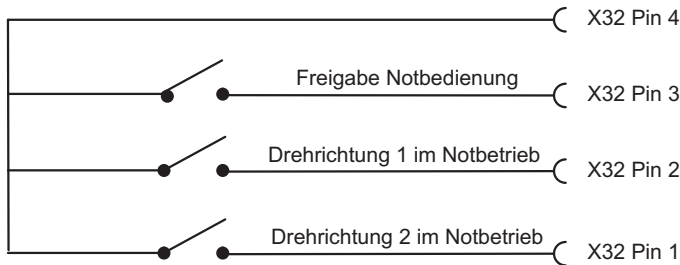 X32 Pin 4
Freigabe Notbedienung X32 Pin 3
Drehrichtung 1 im Notbetrieb X32 Pin 2
Drehrichtung 2 im Notbetrieb X32 Pin 1